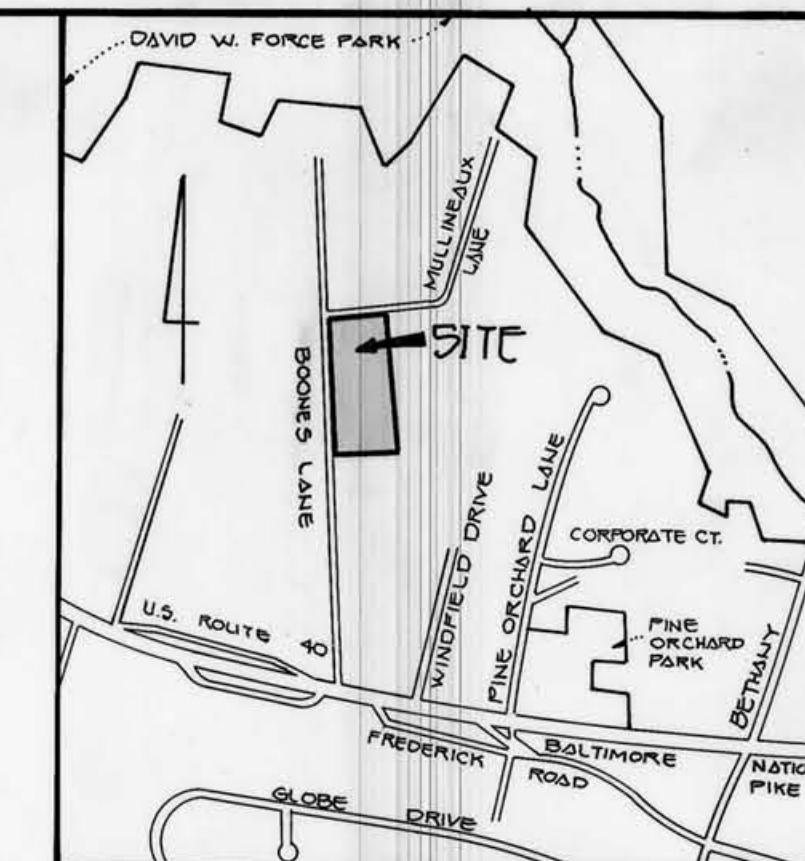 DAVID W. FORCE PARK
MULLINEAUX
LANE
SITE
BOONES LANE
WINDFIELD DRIVE
PINE ORCHARD LANE
CORPORATE CT.
U.S. ROUTE 40
PINE
ORCHARD
PARK
BETHANY
FREDERICK
ROAD
BALTIMORE
PIKE
GLOBE DRIVE